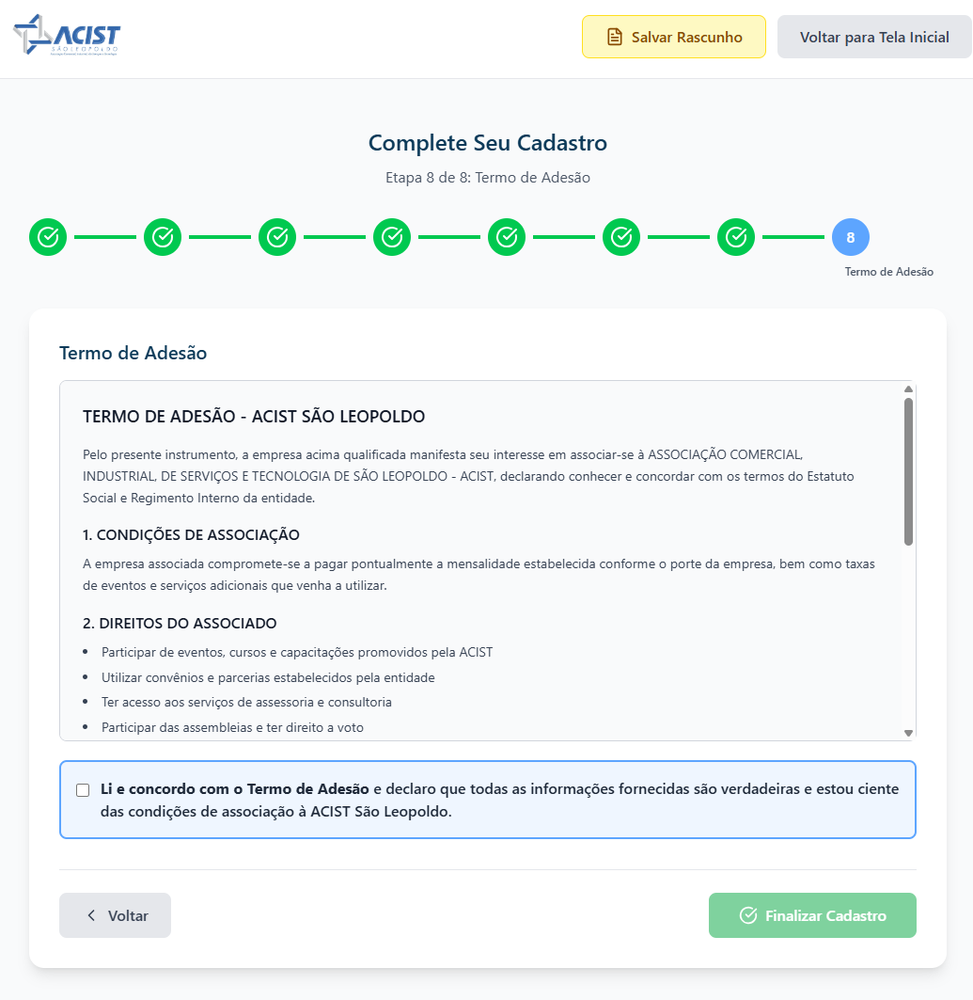 ACIST
SÃO LEOPOLDO
Salvar Rascunho
Voltar para Tela Inicial
Complete Seu Cadastro
Etapa 8 de 8: Termo de Adesão
8
Termo de Adesão
Termo de Adesão
TERMO DE ADESÃO - ACIST SÃO LEOPOLDO
Pelo presente instrumento, a empresa acima qualificada manifesta seu interesse em associar-se à ASSOCIAÇÃO COMERCIAL,
INDUSTRIAL, DE SERVIÇOS E TECNOLOGIA DE SÃO LEOPOLDO - ACIST, declarando conhecer e concordar com os termos do Estatuto
Social e Regimento Interno da entidade.
1. CONDIÇÕES DE ASSOCIAÇÃO
A empresa associada compromete-se a pagar pontualmente a mensalidade estabelecida conforme o porte da empresa, bem como taxas
de eventos e serviços adicionais que venha a utilizar.
2. DIREITOS DO ASSOCIADO
• Participar de eventos, cursos e capacitações promovidos pela ACIST
• Utilizar convênios e parcerias estabelecidos pela entidade
• Ter acesso aos serviços de assessoria e consultoria
• Participar das assembleias e ter direito a voto
Li e concordo com o Termo de Adesão e declaro que todas as informações fornecidas são verdadeiras e estou ciente
das condições de associação à ACIST São Leopoldo.
Voltar
Finalizar Cadastro